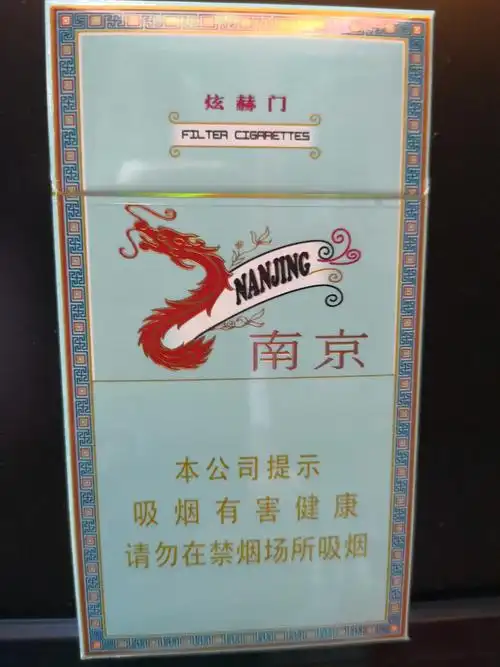 炫赫门
FILTER CIGARETTES
NANJING
南京
本公司提示
吸烟有害健康
请勿在禁烟场所吸烟